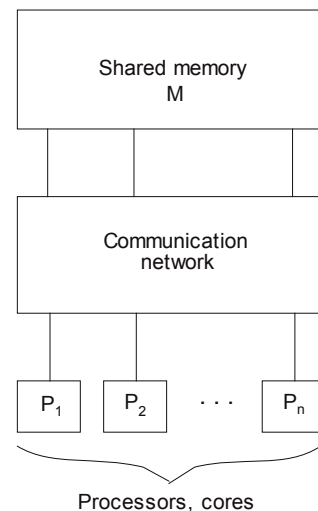 Shared memory
M
Communication
network
P₁ P₂ · · · Pₙ
Processors, cores